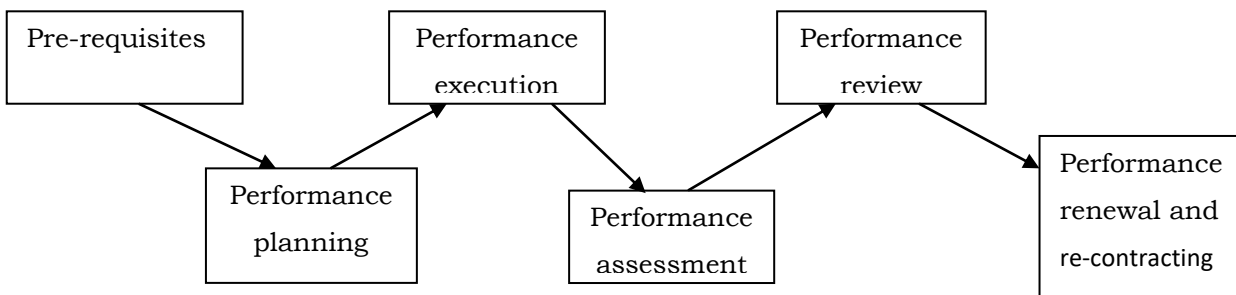 Pre-requisites
Performance
execution
Performance
review
Performance
planning
Performance
assessment
Performance
renewal and
re-contracting